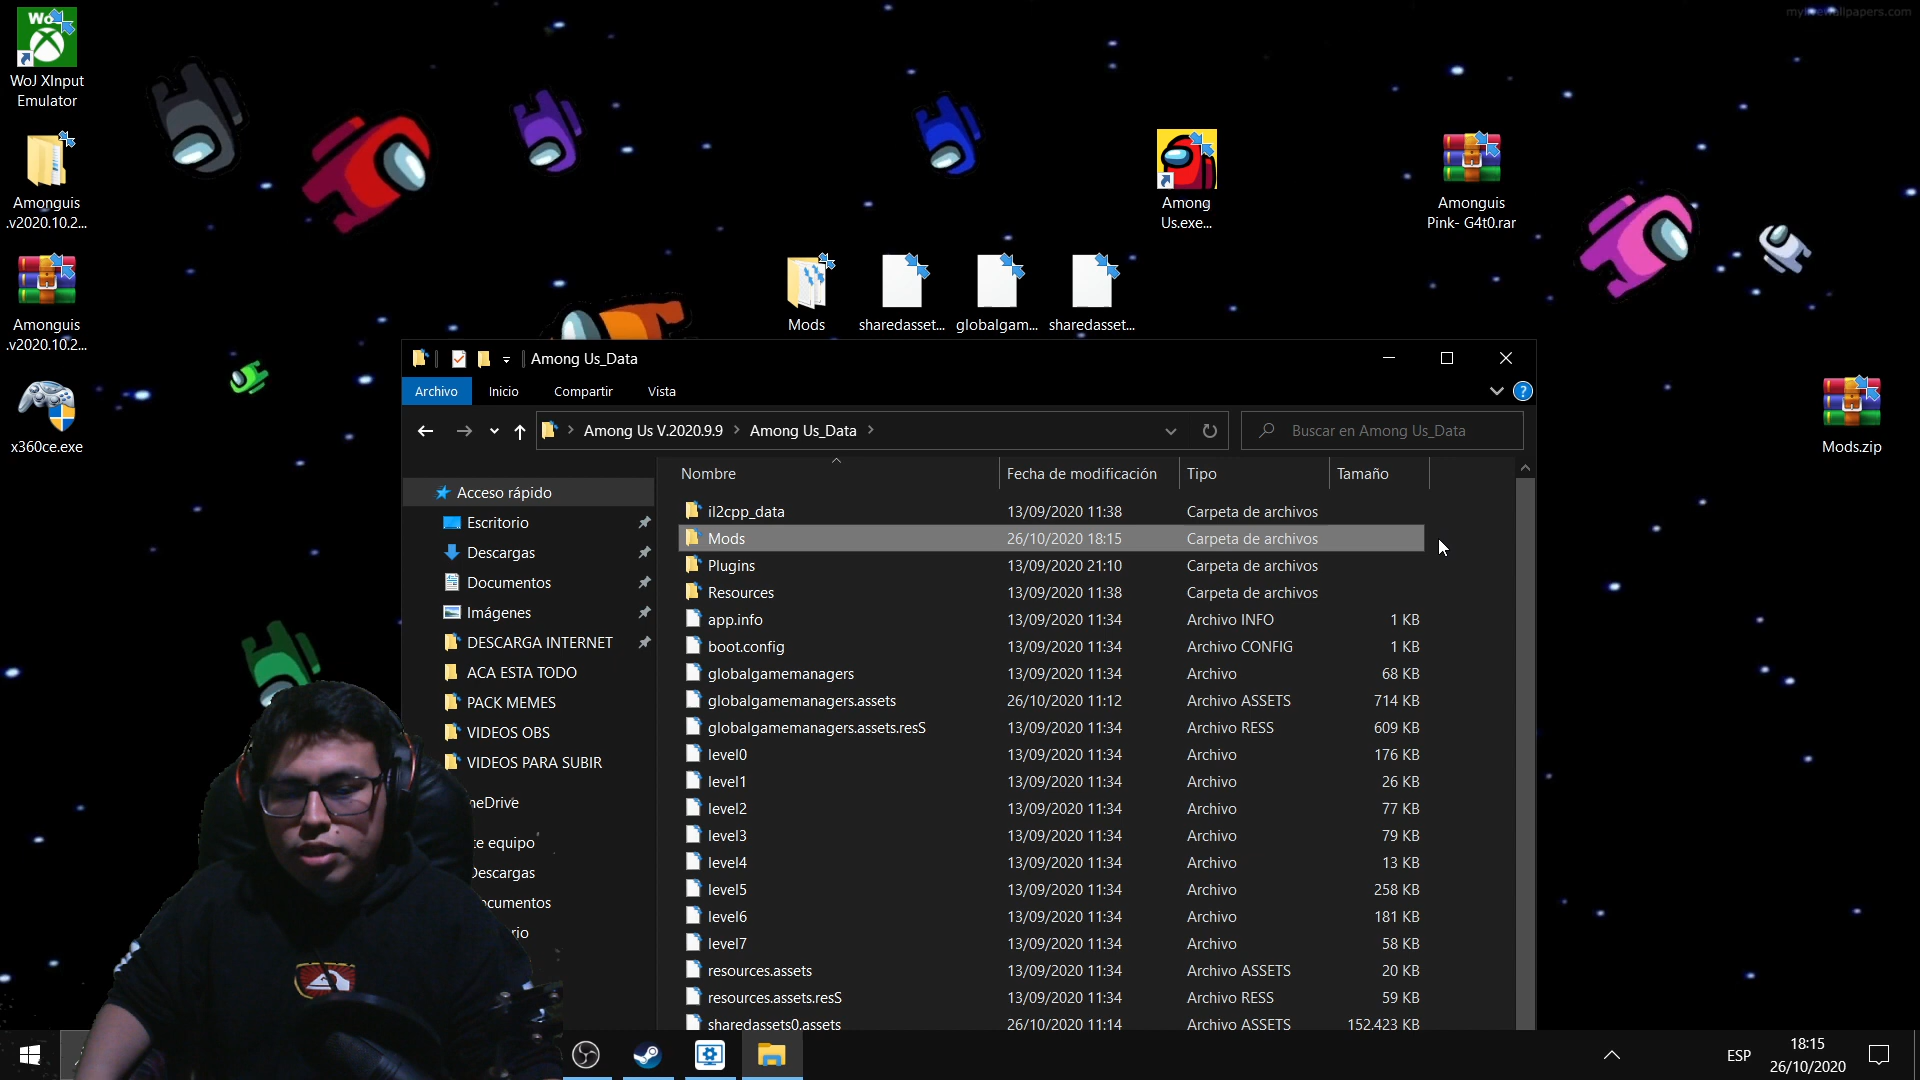 WoJ
WoJ XInput
Emulator
Amonguis
.v2020.10.2...
Amonguis
.v2020.10.2...
x360ce.exe
Mods
sharedasset...
globalgam...
sharedasset...
Among
Us.exe...
Amonguis
Pink- G4t0.rar
Mods.zip
Among Us_Data
Archivo
Inicio
Compartir
Vista
Among Us V.2020.9.9
Among Us_Data
Buscar en Among Us_Data
Nombre
Fecha de modificación
Tipo
Tamaño
Acceso rápido
Escritorio
Descargas
Documentos
Imágenes
DESCARGA INTERNET
ACA ESTA TODO
PACK MEMES
VIDEOS OBS
VIDEOS PARA SUBIR
neDrive
te equipo
Descargas
ocumentos
rio
il2cpp_data 13/09/2020 11:38 Carpeta de archivos
Mods 26/10/2020 18:15 Carpeta de archivos
Plugins 13/09/2020 21:10 Carpeta de archivos
Resources 13/09/2020 11:38 Carpeta de archivos
app.info 13/09/2020 11:34 Archivo INFO 1 KB
boot.config 13/09/2020 11:34 Archivo CONFIG 1 KB
globalgamemanagers 13/09/2020 11:34 Archivo 68 KB
globalgamemanagers.assets 26/10/2020 11:12 Archivo ASSETS 714 KB
globalgamemanagers.assets.resS 13/09/2020 11:34 Archivo RESS 609 KB
level0 13/09/2020 11:34 Archivo 176 KB
level1 13/09/2020 11:34 Archivo 26 KB
level2 13/09/2020 11:34 Archivo 77 KB
level3 13/09/2020 11:34 Archivo 79 KB
level4 13/09/2020 11:34 Archivo 13 KB
level5 13/09/2020 11:34 Archivo 258 KB
level6 13/09/2020 11:34 Archivo 181 KB
level7 13/09/2020 11:34 Archivo 58 KB
resources.assets 13/09/2020 11:34 Archivo ASSETS 20 KB
resources.assets.resS 13/09/2020 11:34 Archivo RESS 59 KB
sharedassets0.assets 26/10/2020 11:14 Archivo ASSETS 152.423 KB
ESP
18:15
26/10/2020